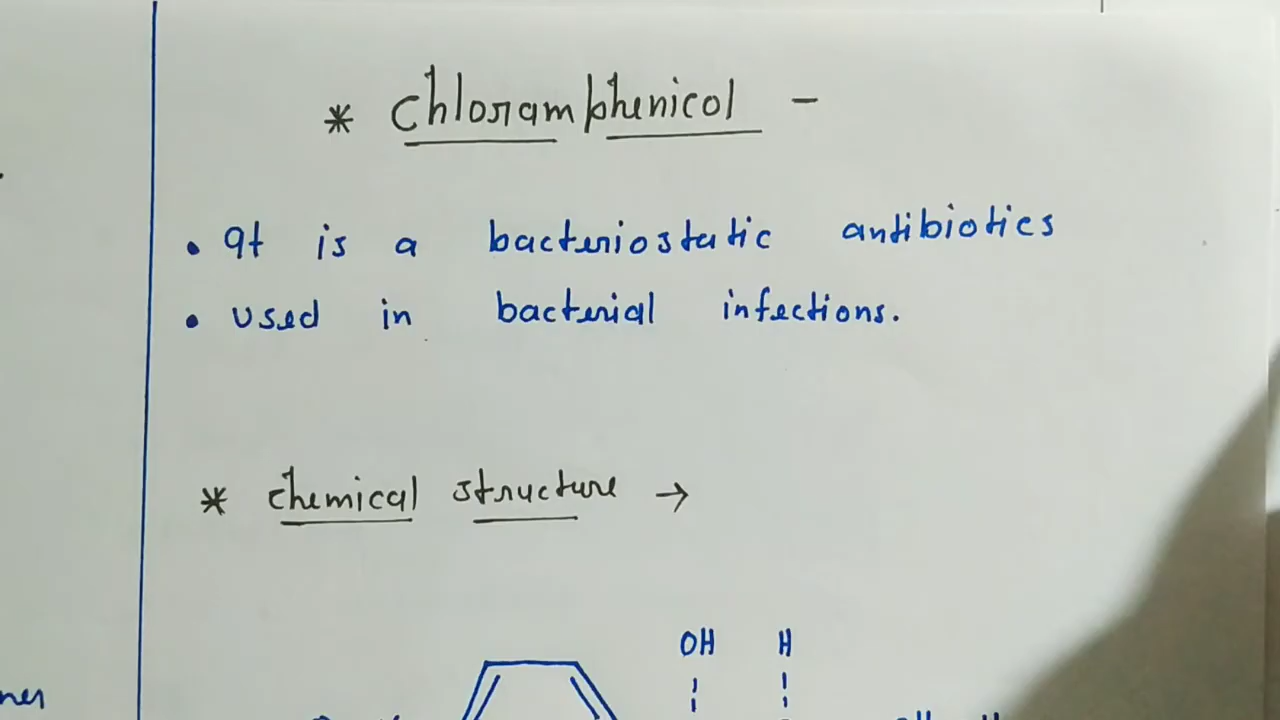 * Chloramphenicol -
• It is a bacteriostatic antibiotics
• used in bacterial infections.
* chemical structure →
OH H